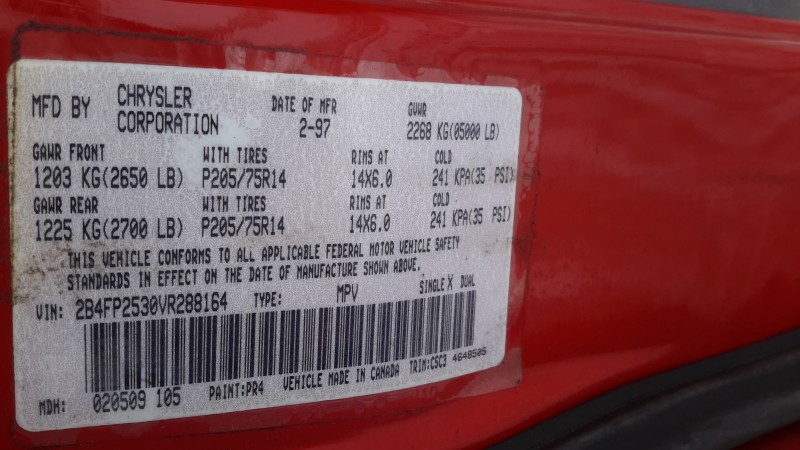 MFD BY CHRYSLER CORPORATION DATE OF MFR 2-97 GVWR 2268 KG(05000 LB)
GAWR FRONT WITH TIRES RIMS AT COLD
1203 KG(2650 LB) P205/75R14 14X6.0 241 KPA(35 PSI)
GAWR REAR WITH TIRES RIMS AT COLD
1225 KG(2700 LB) P205/75R14 14X6.0 241 KPA(35 PSI)
THIS VEHICLE CONFORMS TO ALL APPLICABLE FEDERAL MOTOR VEHICLE SAFETY
STANDARDS IN EFFECT ON THE DATE OF MANUFACTURE SHOWN ABOVE.
VIN: 2B4FP2530VR288164 TYPE: MPV SINGLE X DUAL
MDH: 020509 105 PAINT:PR4 VEHICLE MADE IN CANADA TRIM:CSC3 4648505